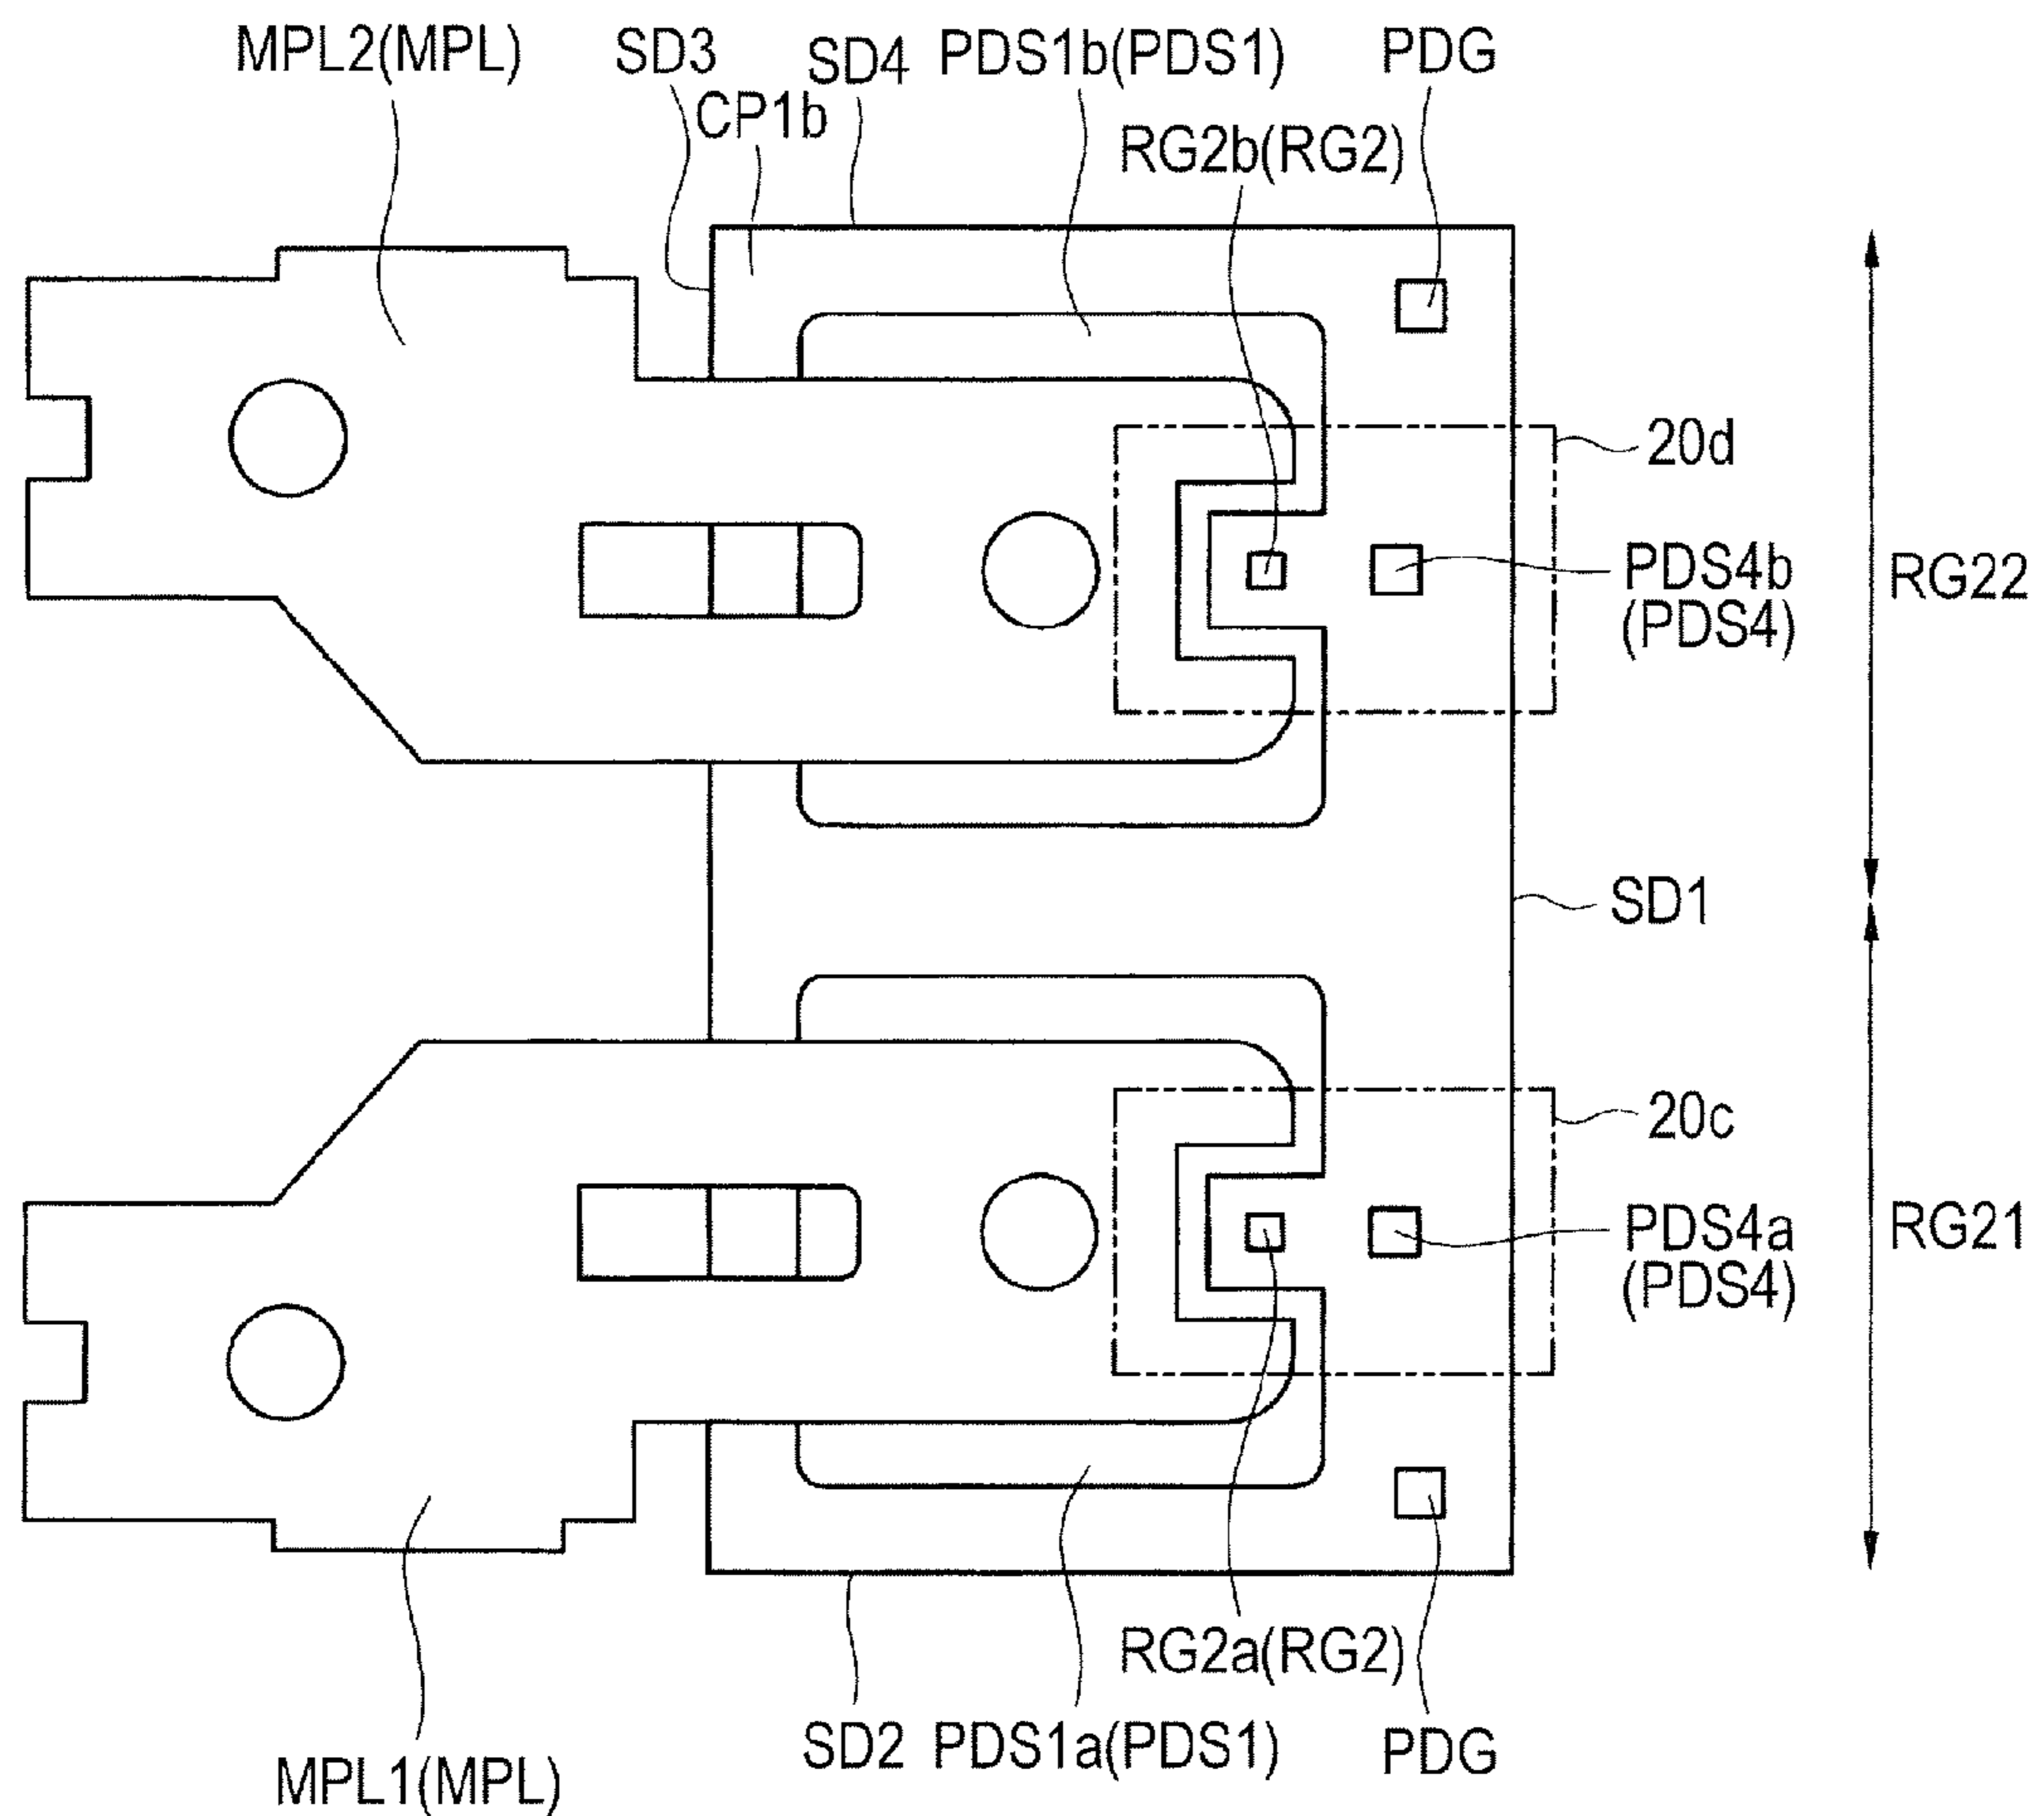 MPL2(MPL)
SD3
SD4
PDS1b(PDS1)
PDG
CP1b
RG2b(RG2)
20d
PDS4b
(PDS4)
RG22
SD1
20c
PDS4a
(PDS4)
RG21
RG2a(RG2)
SD2
PDS1a(PDS1)
PDG
MPL1(MPL)